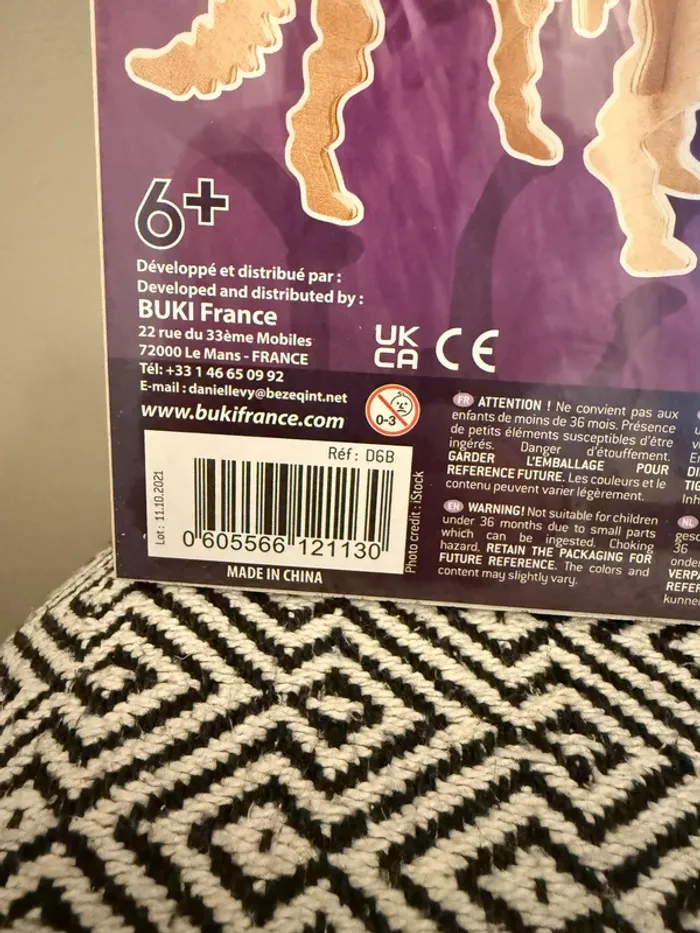 6+
Développé et distribué par :
Developed and distributed by :
BUKI France
22 rue du 33ème Mobiles
72000 Le Mans - FRANCE
Tél: +33 1 46 65 09 92
E-mail : daniellevy@bezeqint.net
www.bukifrance.com
UK
CA CE
0-3
Réf : D6B
Lot : 11.10.2021
0 605566 121130
MADE IN CHINA
Photo credit : iStock
FR ATTENTION ! Ne convient pas aux
enfants de moins de 36 mois. Présence
de petits éléments susceptibles d'être
ingérés. Danger d'étouffement.
GARDER L'EMBALLAGE POUR
REFERENCE FUTURE. Les couleurs et le
contenu peuvent varier légèrement.
EN WARNING! Not suitable for children
under 36 months due to small parts
which can be ingested. Choking
hazard. RETAIN THE PACKAGING FOR
FUTURE REFERENCE. The colors and
content may slightly vary.
NL
36